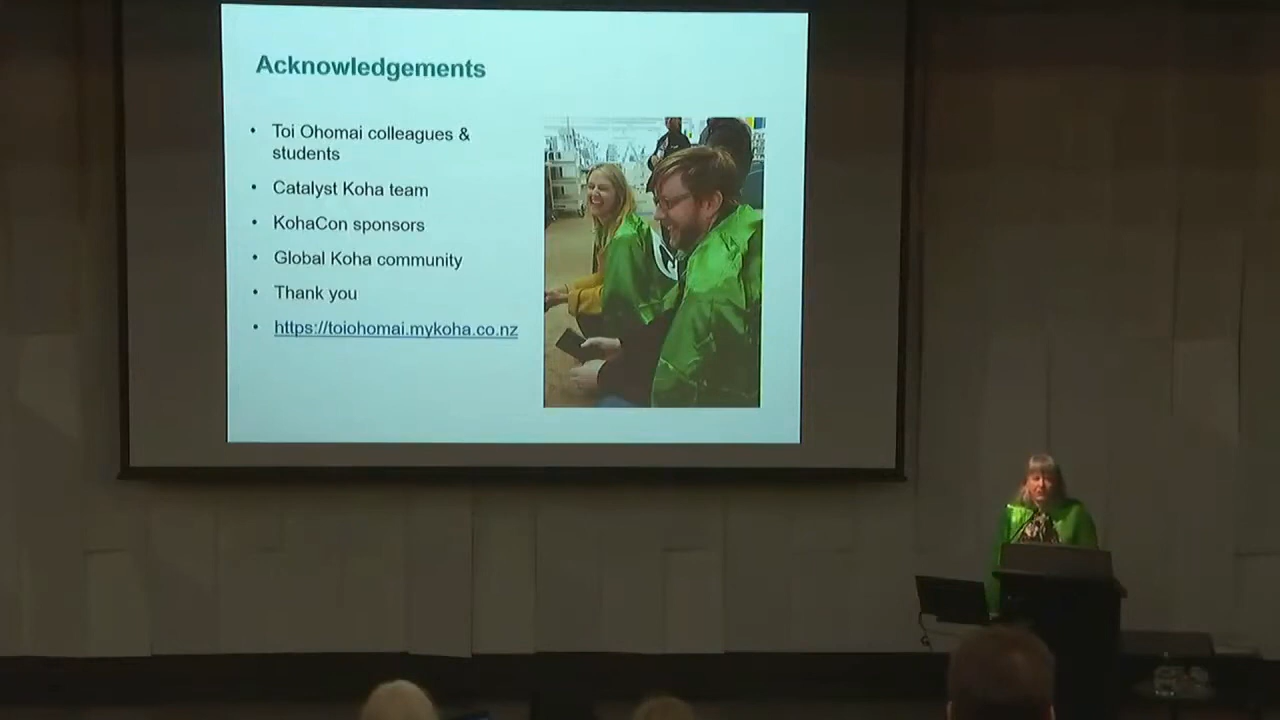 Acknowledgements
• Toi Ohomai colleagues &
students
• Catalyst Koha team
• KohaCon sponsors
• Global Koha community
• Thank you
• https://toiohomai.mykoha.co.nz